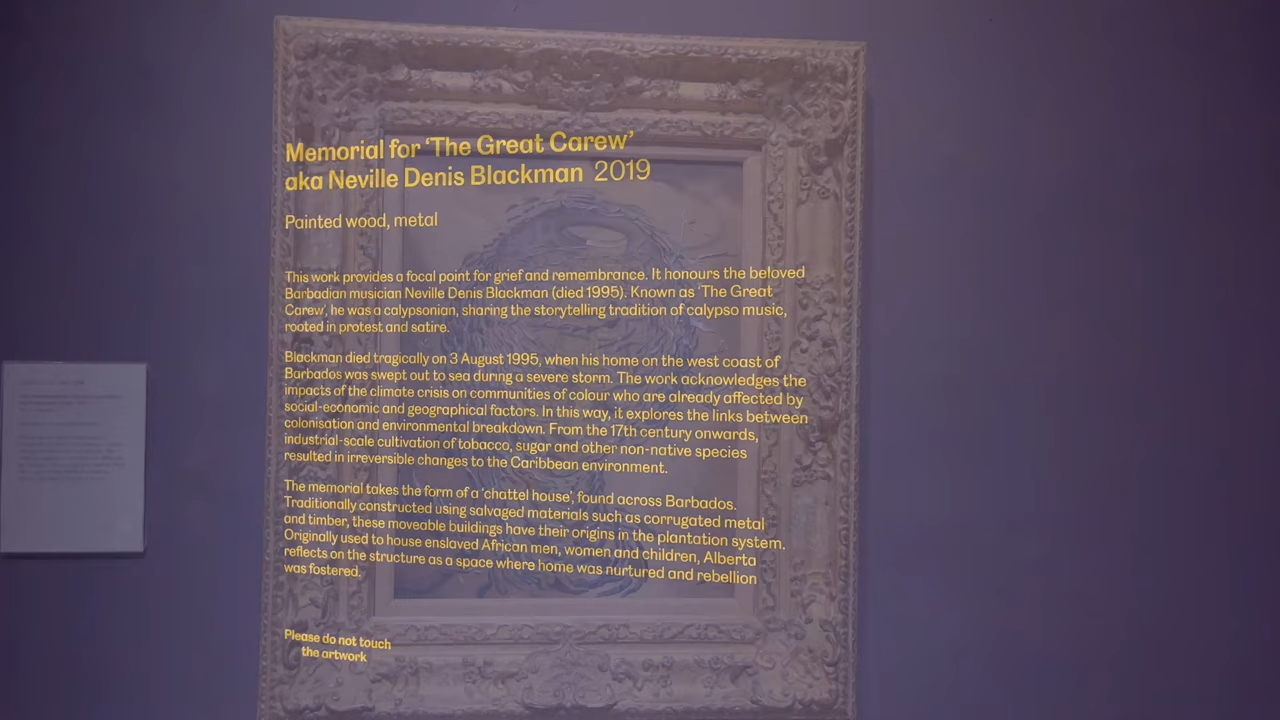 Memorial for ‘The Great Carew’
aka Neville Denis Blackman 2019
Painted wood, metal
This work provides a focal point for grief and remembrance. It honours the beloved
Barbadian musician Neville Denis Blackman (died 1995). Known as ‘The Great
Carew’, he was a calypsonian, sharing the storytelling tradition of calypso music,
rooted in protest and satire.
Blackman died tragically on 3 August 1995, when his home on the west coast of
Barbados was swept out to sea during a severe storm. The work acknowledges the
impacts of the climate crisis on communities of colour who are already affected by
social-economic and geographical factors. In this way, it explores the links between
colonisation and environmental breakdown. From the 17th century onwards,
industrial-scale cultivation of tobacco, sugar and other non-native species
resulted in irreversible changes to the Caribbean environment.
The memorial takes the form of a ‘chattel house’, found across Barbados.
Traditionally constructed using salvaged materials such as corrugated metal
and timber, these moveable buildings have their origins in the plantation system.
Originally used to house enslaved African men, women and children, Alberta
reflects on the structure as a space where home was nurtured and rebellion
was fostered.
Please do not touch
the artwork